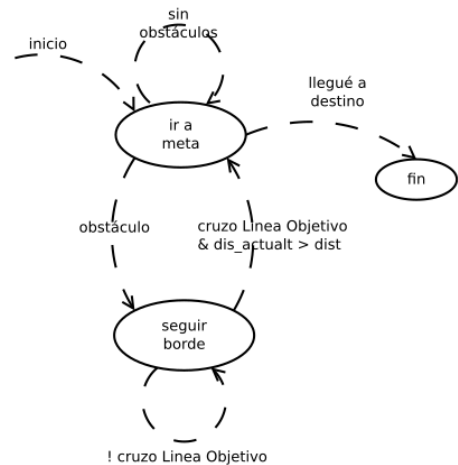 sin
obstáculos
inicio
llegué a
destino
ir a
meta
fin
obstáculo
cruzo Linea Objetivo
& dis_actualt > dist
seguir
borde
! cruzo Linea Objetivo